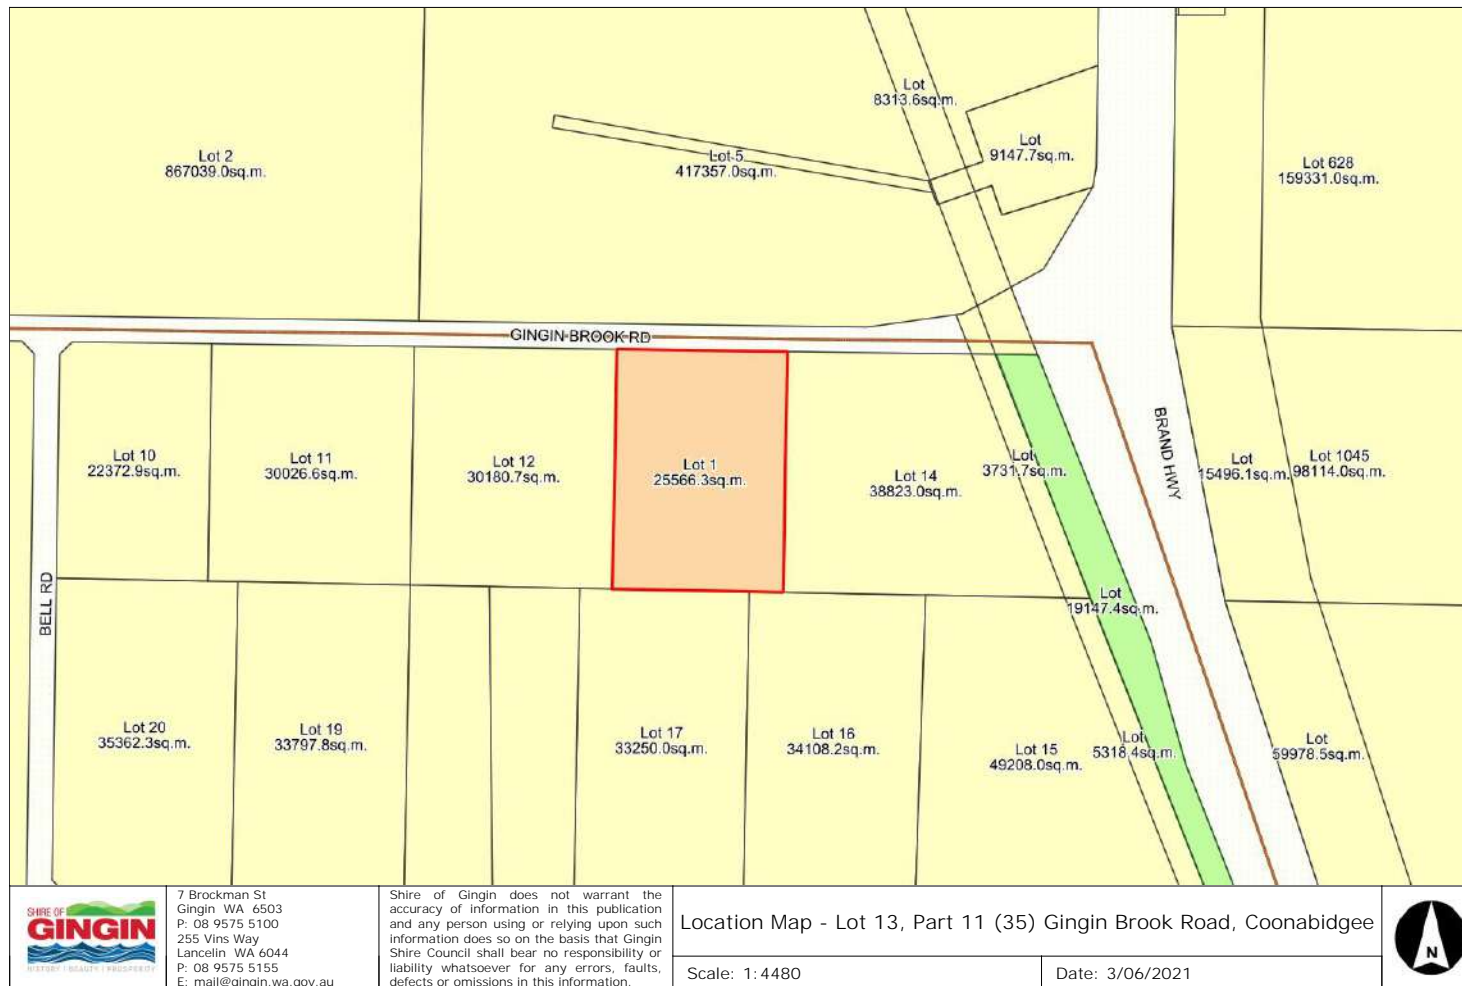 Lot
8313.6sq.m.
Lot
9147.7sq.m.
Lot 2
867039.0sq.m.
Lot 5
417357.0sq.m.
Lot 628
159331.0sq.m.
GINGIN BROOK RD
Lot 10
22372.9sq.m.
Lot 11
30026.6sq.m.
Lot 12
30180.7sq.m.
Lot 1
25566.3sq.m.
Lot 14
38823.0sq.m.
Lot
3731.7sq.m.
BRAND HWY
Lot
15496.1sq.m.
Lot 1045
98114.0sq.m.
BELL RD
Lot
19147.4sq.m.
Lot 20
35362.3sq.m.
Lot 19
33797.8sq.m.
Lot 17
33250.0sq.m.
Lot 16
34108.2sq.m.
Lot 15
49208.0sq.m.
Lot
5318.4sq.m.
Lot
59978.5sq.m.
SHIRE OF
GINGIN
HISTORY | BEAUTY | PROSPERITY
7 Brockman St
Gingin WA 6503
P: 08 9575 5100
255 Vins Way
Lancelin WA 6044
P: 08 9575 5155
E: mail@gingin.wa.gov.au
Shire of Gingin does not warrant the
accuracy of information in this publication
and any person using or relying upon such
information does so on the basis that Gingin
Shire Council shall bear no responsibility or
liability whatsoever for any errors, faults,
defects or omissions in this information.
Location Map - Lot 13, Part 11 (35) Gingin Brook Road, Coonabidgee
Scale: 1:4480
Date: 3/06/2021
N